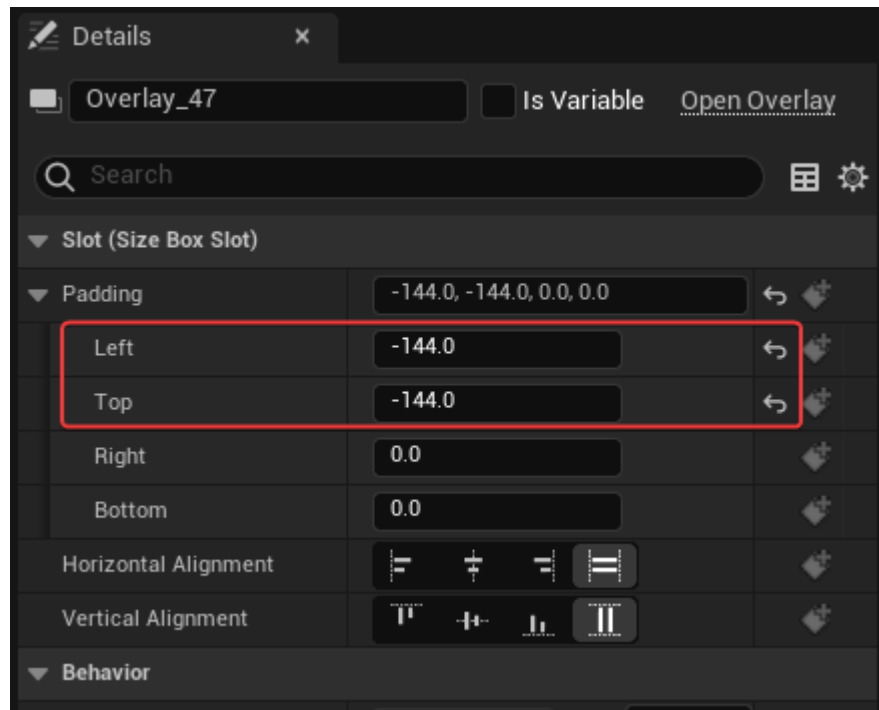 Details
Overlay_47 Is Variable Open Overlay
Search
Slot (Size Box Slot)
Padding -144.0, -144.0, 0.0, 0.0
Left -144.0
Top -144.0
Right 0.0
Bottom 0.0
Horizontal Alignment
Vertical Alignment
Behavior